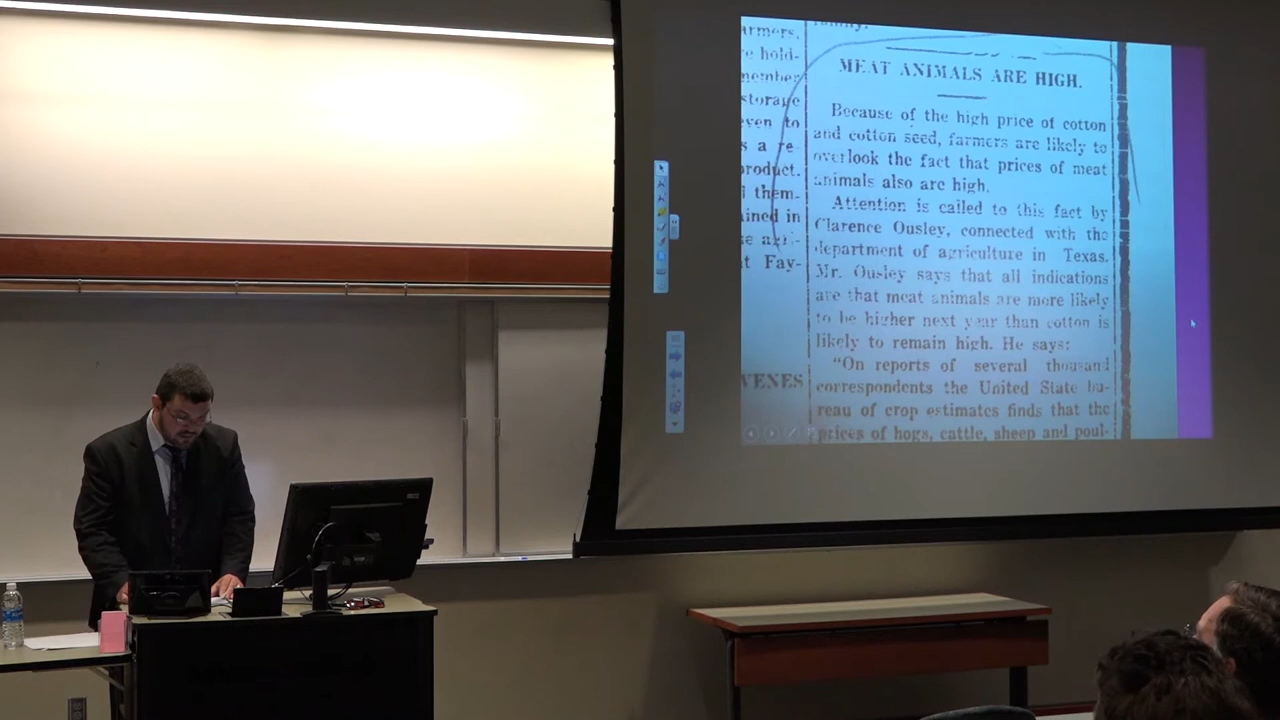 family.
armers,
re hold-
member
storage
even to
s a re-
product.
l them-
ained in
e agri-
t Fay-
VENES
MEAT ANIMALS ARE HIGH.
Because of the high price of cotton
and cotton seed, farmers are likely to
overlook the fact that prices of meat
animals also are high.
Attention is called to this fact by
Clarence Ousley, connected with the
department of agriculture in Texas.
Mr. Ousley says that all indications
are that meat animals are more likely
to be higher next year than cotton is
likely to remain high. He says:
"On reports of several thousand
correspondents the United State bu-
reau of crop estimates finds that the
prices of hogs, cattle, sheep and poul-